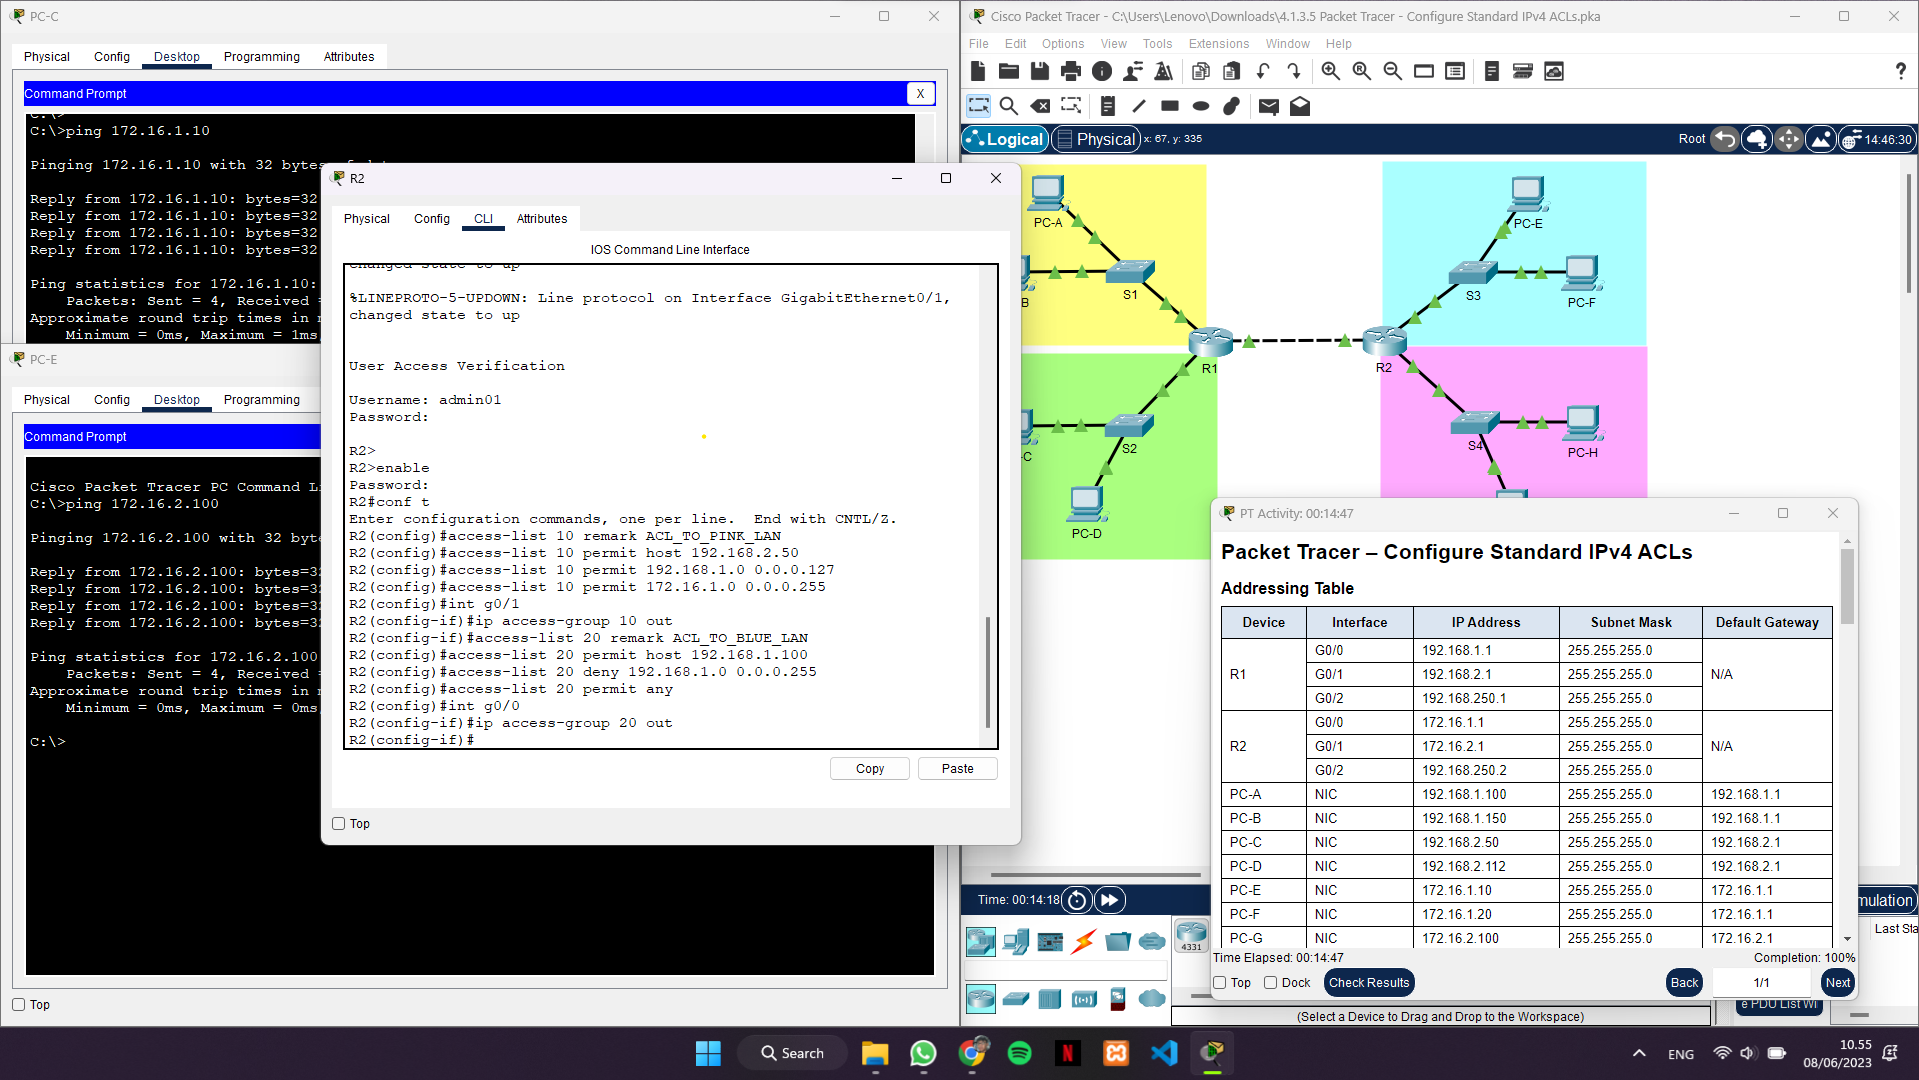 PC-C
Physical Config Desktop Programming Attributes
Command Prompt
X
C:\>
C:\>ping 172.16.1.10
Pinging 172.16.1.10 with 32 bytes
Reply from 172.16.1.10: bytes=32
Reply from 172.16.1.10: bytes=32
Reply from 172.16.1.10: bytes=32
Reply from 172.16.1.10: bytes=32
Ping statistics for 172.16.1.10:
Packets: Sent = 4, Received =
Approximate round trip times in m
Minimum = 0ms, Maximum = 1ms,
PC-E
Physical Config Desktop Programming
Command Prompt
Cisco Packet Tracer PC Command Li
C:\>ping 172.16.2.100
Pinging 172.16.2.100 with 32 byte
Reply from 172.16.2.100: bytes=32
Reply from 172.16.2.100: bytes=32
Reply from 172.16.2.100: bytes=32
Reply from 172.16.2.100: bytes=32
Ping statistics for 172.16.2.100
Packets: Sent = 4, Received =
Approximate round trip times in m
Minimum = 0ms, Maximum = 0ms,
C:\>
Top
R2
Physical Config CLI Attributes
IOS Command Line Interface
changed state to up
%LINEPROTO-5-UPDOWN: Line protocol on Interface GigabitEthernet0/1,
changed state to up
User Access Verification
Username: admin01
Password:
R2>
R2>enable
Password:
R2#conf t
Enter configuration commands, one per line. End with CNTL/Z.
R2(config)#access-list 10 remark ACL_TO_PINK_LAN
R2(config)#access-list 10 permit host 192.168.2.50
R2(config)#access-list 10 permit 192.168.1.0 0.0.0.127
R2(config)#access-list 10 permit 172.16.1.0 0.0.0.255
R2(config)#int g0/1
R2(config-if)#ip access-group 10 out
R2(config-if)#access-list 20 remark ACL_TO_BLUE_LAN
R2(config)#access-list 20 permit host 192.168.1.100
R2(config)#access-list 20 deny 192.168.1.0 0.0.0.255
R2(config)#access-list 20 permit any
R2(config)#int g0/0
R2(config-if)#ip access-group 20 out
R2(config-if)#
Copy Paste
Top
Cisco Packet Tracer - C:\Users\Lenovo\Downloads\4.1.3.5 Packet Tracer - Configure Standard IPv4 ACLs.pka
File Edit Options View Tools Extensions Window Help
?
Logical Physical x: 67, y: 335 Root 14:46:30
PC-A
B
S1
R1
C
S2
PC-D
PC-E
S3
PC-F
R2
S4
PC-H
PT Activity: 00:14:47
Packet Tracer – Configure Standard IPv4 ACLs
Addressing Table
Device Interface IP Address Subnet Mask Default Gateway
R1 G0/0 192.168.1.1 255.255.255.0 N/A
G0/1 192.168.2.1 255.255.255.0
G0/2 192.168.250.1 255.255.255.0
R2 G0/0 172.16.1.1 255.255.255.0 N/A
G0/1 172.16.2.1 255.255.255.0
G0/2 192.168.250.2 255.255.255.0
PC-A NIC 192.168.1.100 255.255.255.0 192.168.1.1
PC-B NIC 192.168.1.150 255.255.255.0 192.168.1.1
PC-C NIC 192.168.2.50 255.255.255.0 192.168.2.1
PC-D NIC 192.168.2.112 255.255.255.0 192.168.2.1
PC-E NIC 172.16.1.10 255.255.255.0 172.16.1.1
PC-F NIC 172.16.1.20 255.255.255.0 172.16.1.1
PC-G NIC 172.16.2.100 255.255.255.0 172.16.2.1
Time Elapsed: 00:14:47 Completion: 100%
Top Dock Check Results Back 1/1 Next
Time: 00:14:18
mulation
4331
Last Sta
e PDU List Wi
(Select a Device to Drag and Drop to the Workspace)
Search
N
ENG
10.55
08/06/2023